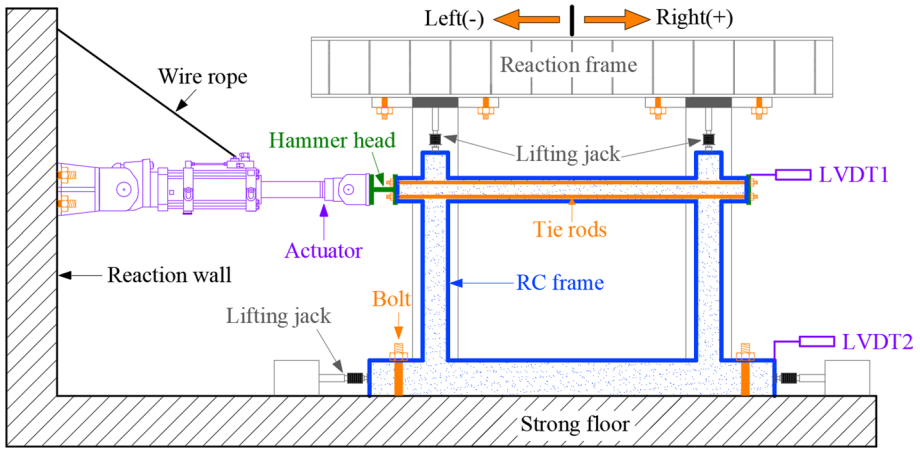 Left(-)
Right(+)
Reaction frame
Wire rope
Hammer head
Lifting jack
LVDT1
Tie rods
Actuator
Reaction wall
RC frame
Bolt
Lifting jack
LVDT2
Strong floor